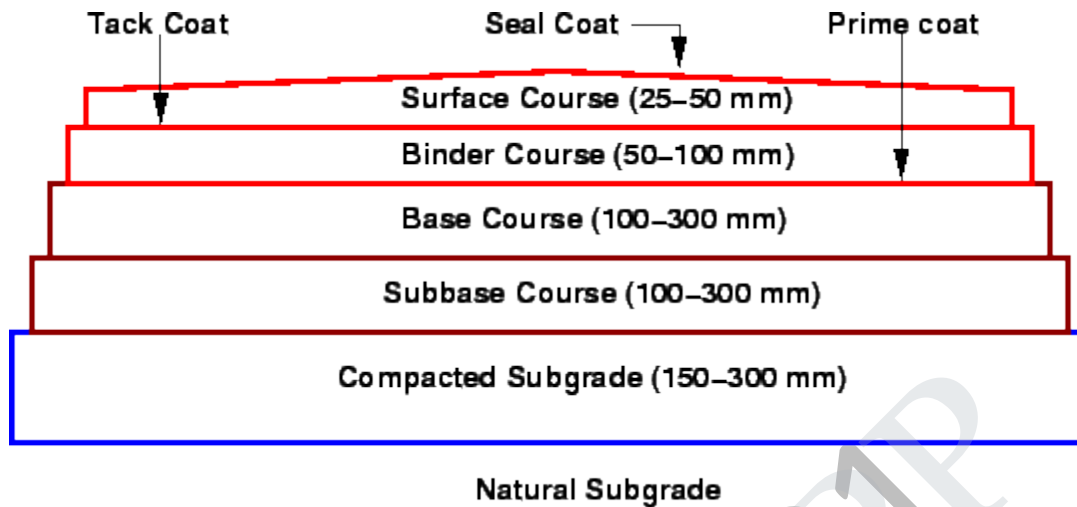 Tack Coat Seal Coat Prime coat
Surface Course (25–50 mm)
Binder Course (50–100 mm)
Base Course (100–300 mm)
Subbase Course (100–300 mm)
Compacted Subgrade (150–300 mm)
Natural Subgrade